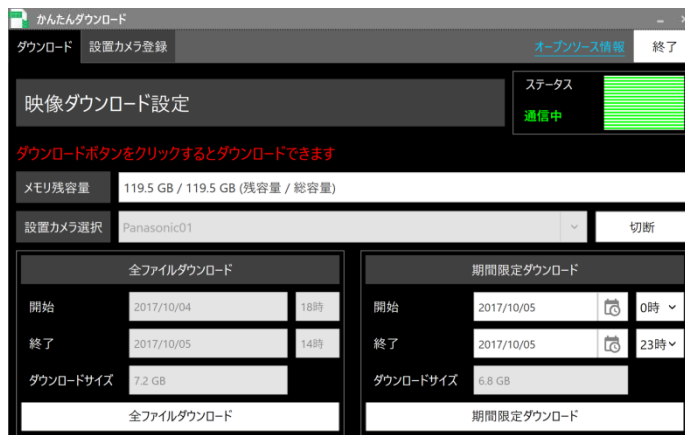 かんたんダウンロード
ダウンロード 設置カメラ登録 オープンソース情報 終了
映像ダウンロード設定
ステータス
通信中
ダウンロードボタンをクリックするとダウンロードできます
メモリ残容量 119.5 GB / 119.5 GB (残容量 / 総容量)
設置カメラ選択 Panasonic01 切断
全ファイルダウンロード 期間限定ダウンロード
開始 2017/10/04 18時 開始 2017/10/05 0時
終了 2017/10/05 14時 終了 2017/10/05 23時
ダウンロードサイズ 7.2 GB ダウンロードサイズ 6.8 GB
全ファイルダウンロード 期間限定ダウンロード